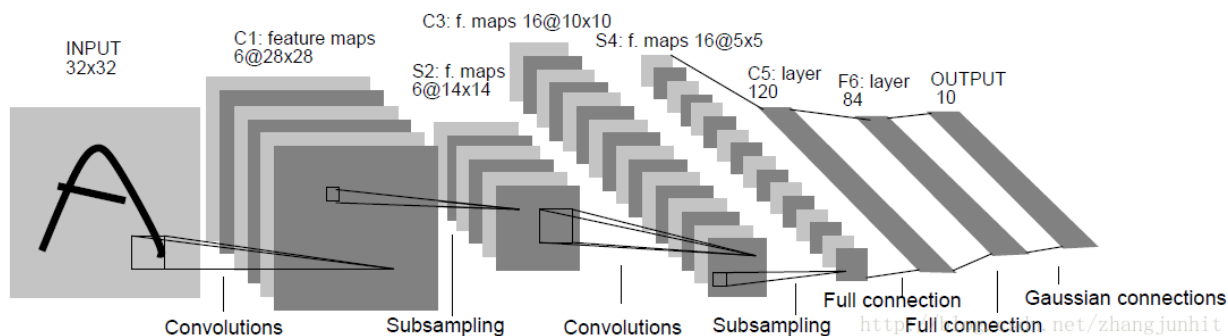 INPUT
32x32
C1: feature maps
6@28x28
S2: f. maps
6@14x14
C3: f. maps 16@10x10
S4: f. maps 16@5x5
C5: layer
120
F6: layer
84
OUTPUT
10
Convolutions
Subsampling
Convolutions
Subsampling
Full connection
Full connection
Gaussian connections